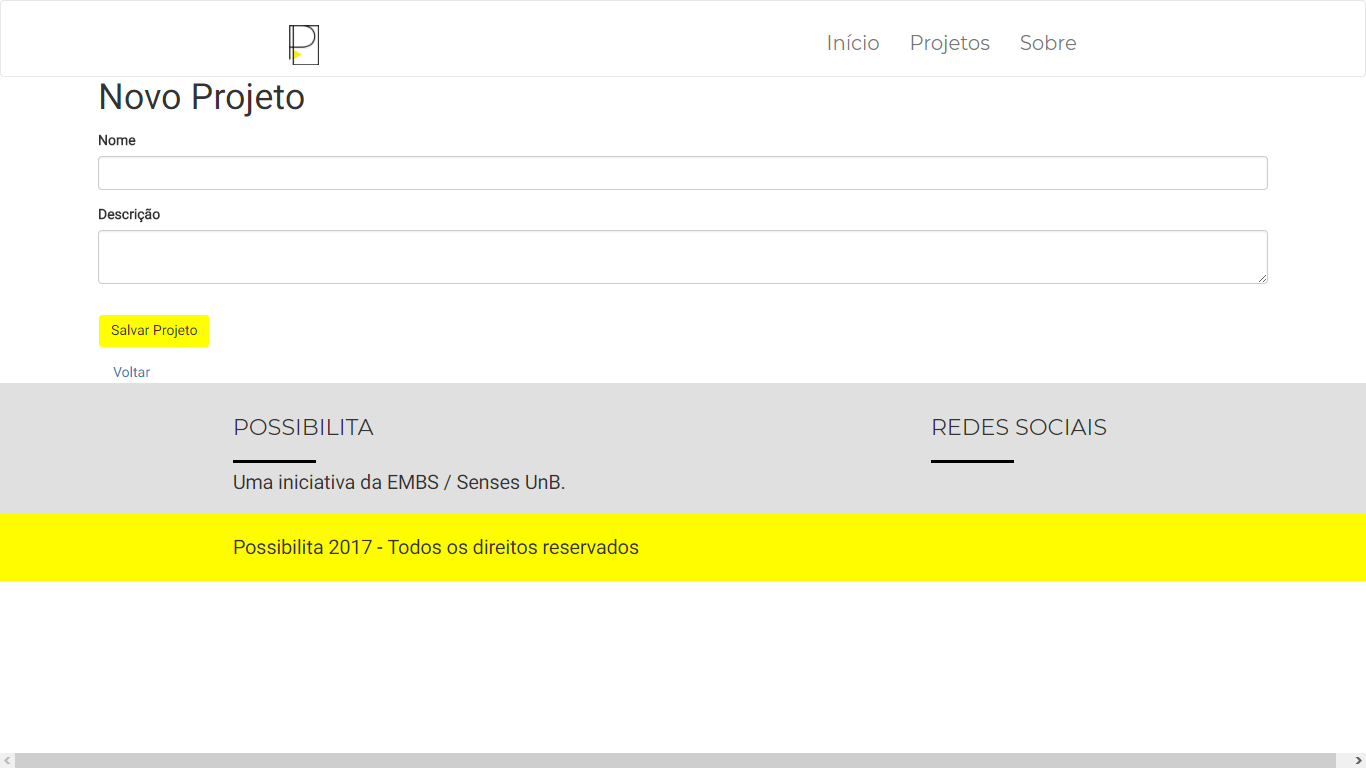 P
Início Projetos Sobre
Novo Projeto
Nome
Descrição
Salvar Projeto
Voltar
POSSIBILITA
REDES SOCIAIS
Uma iniciativa da EMBS / Senses UnB.
Possibilita 2017 - Todos os direitos reservados